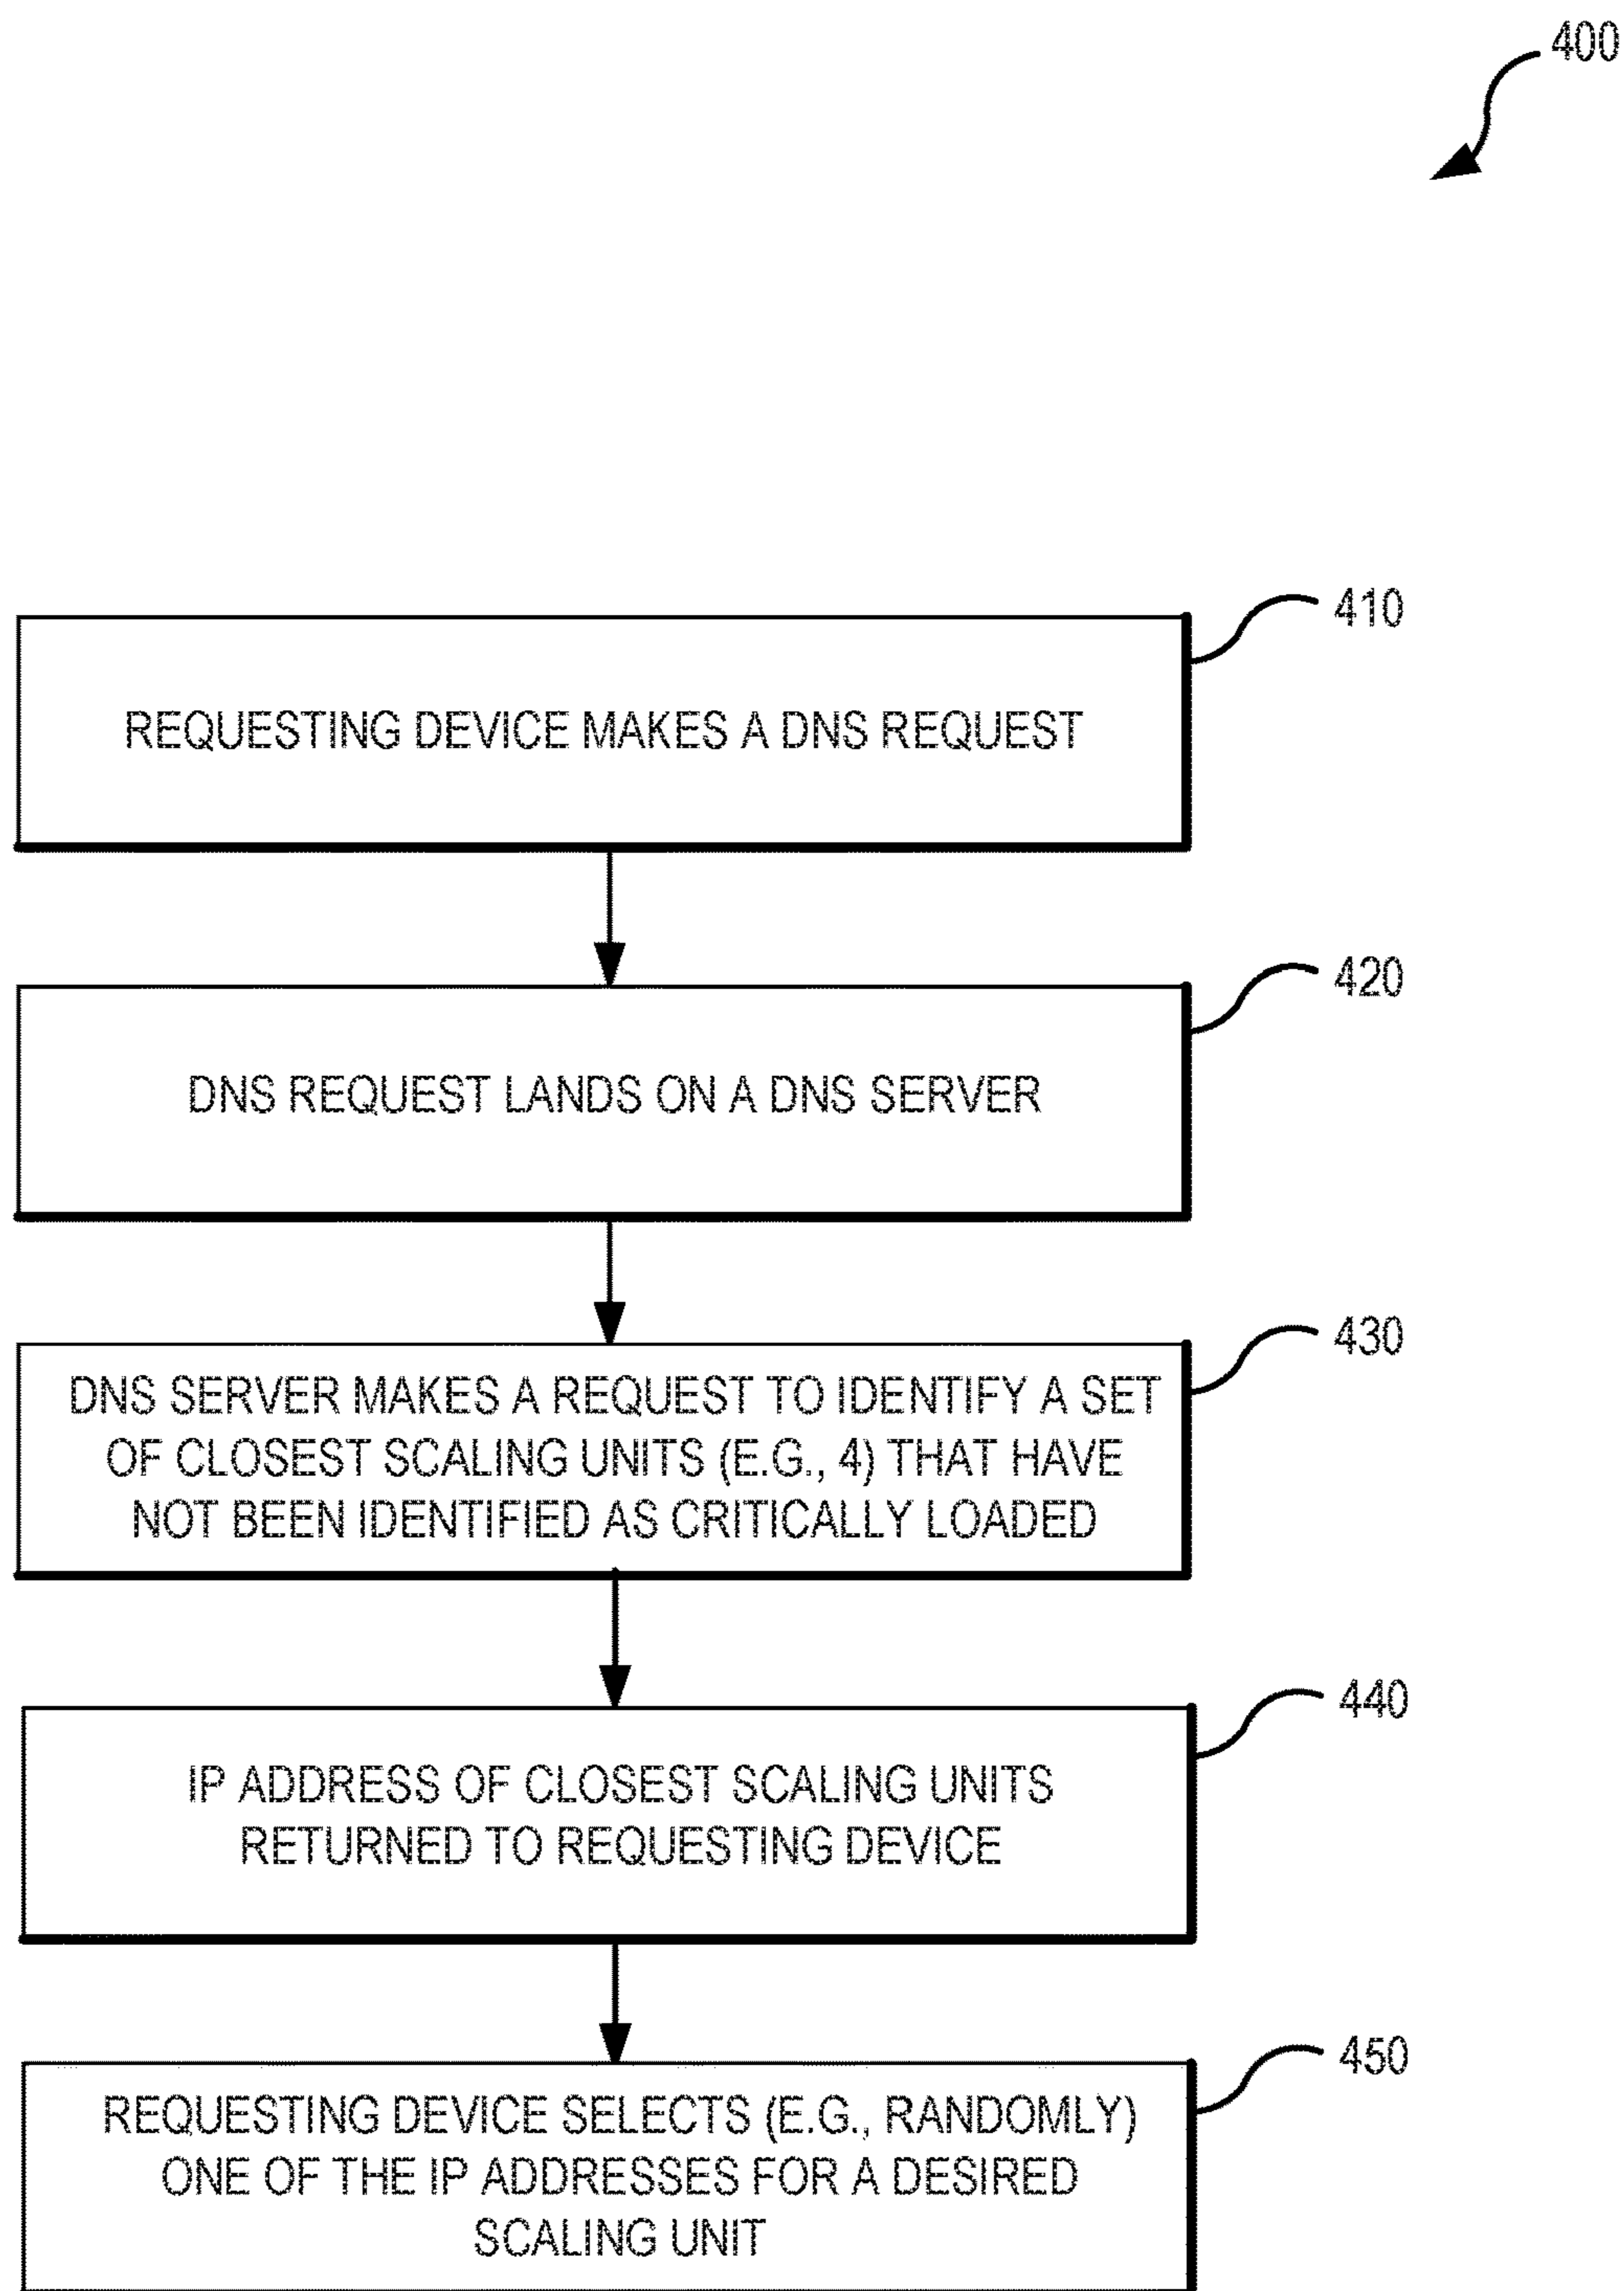 400
410
REQUESTING DEVICE MAKES A DNS REQUEST
420
DNS REQUEST LANDS ON A DNS SERVER
430
DNS SERVER MAKES A REQUEST TO IDENTIFY A SET
OF CLOSEST SCALING UNITS (E.G., 4) THAT HAVE
NOT BEEN IDENTIFIED AS CRITICALLY LOADED
440
IP ADDRESS OF CLOSEST SCALING UNITS
RETURNED TO REQUESTING DEVICE
450
REQUESTING DEVICE SELECTS (E.G., RANDOMLY)
ONE OF THE IP ADDRESSES FOR A DESIRED
SCALING UNIT